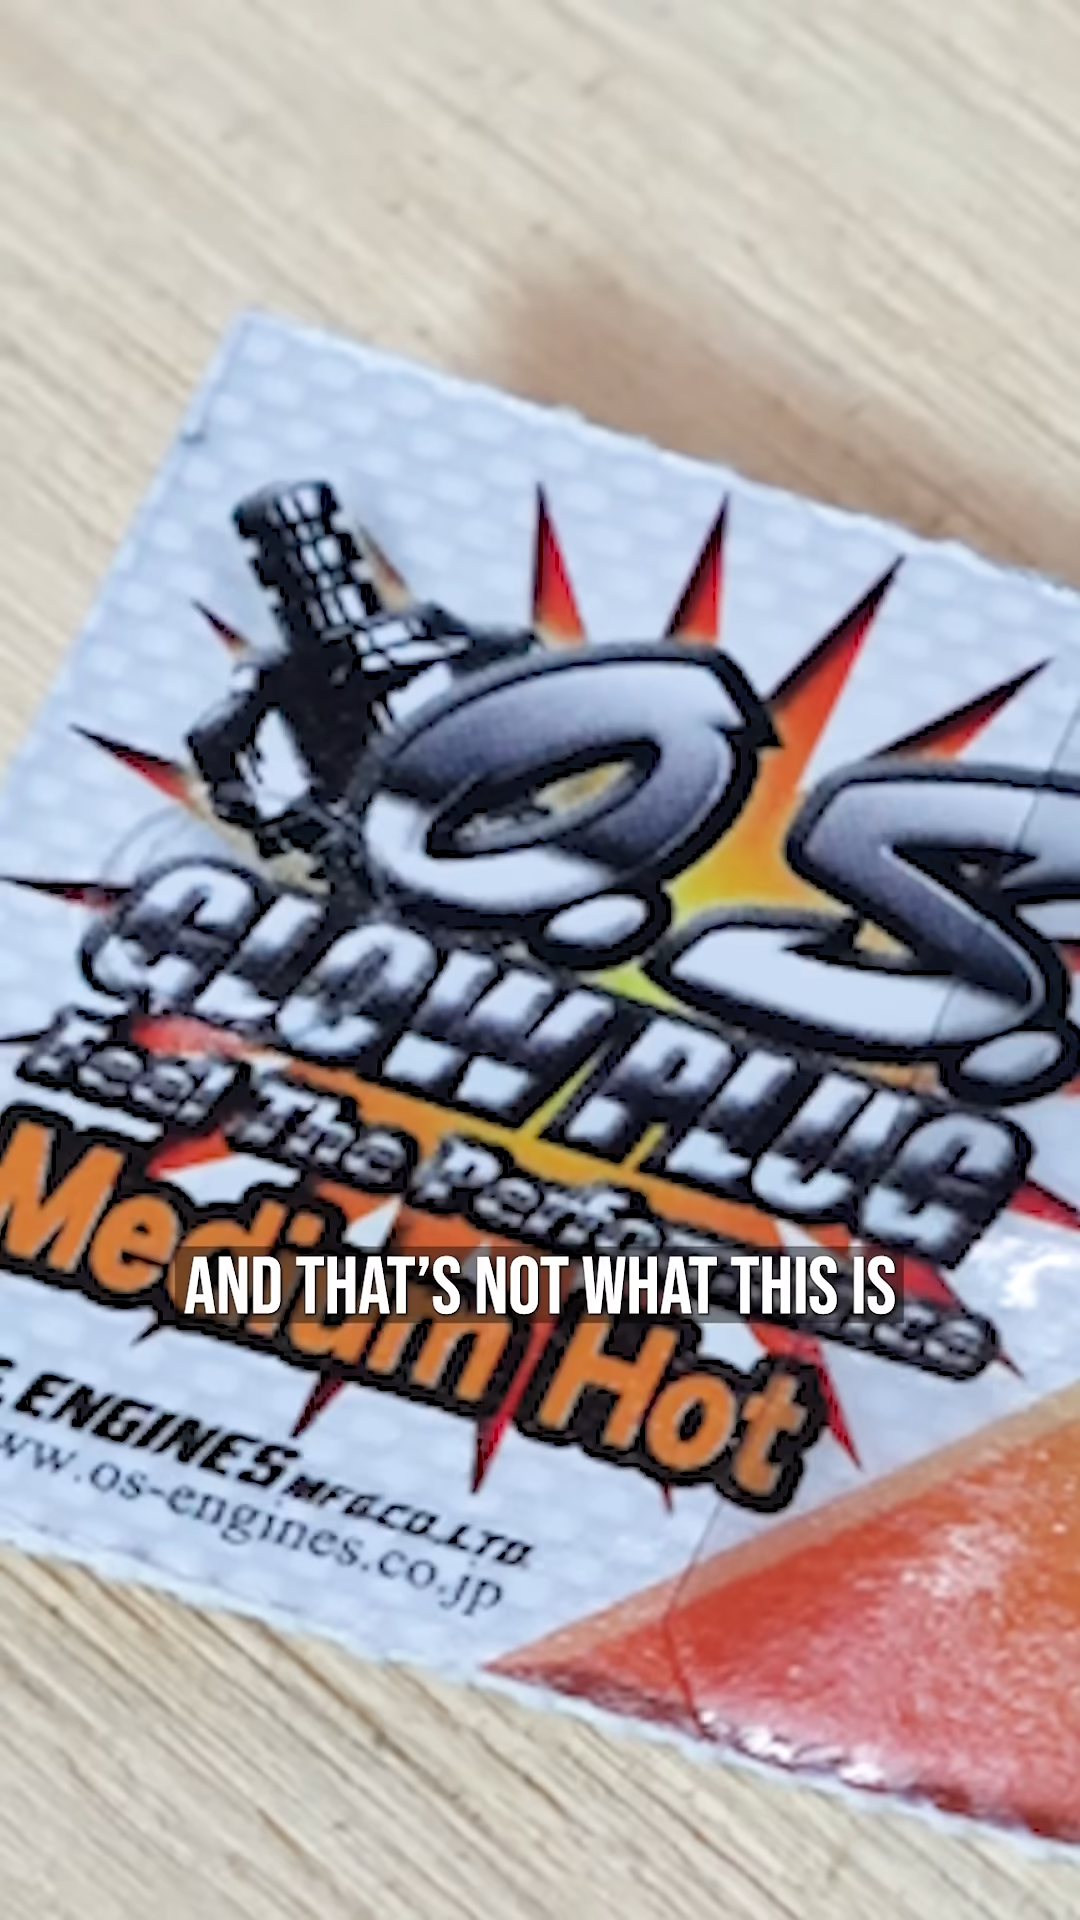 O.S.
GLOW PLUG
Feel The Performance
Medium Hot
AND THAT'S NOT WHAT THIS IS
. ENGINES MFG.CO.LTD.
www.os-engines.co.jp